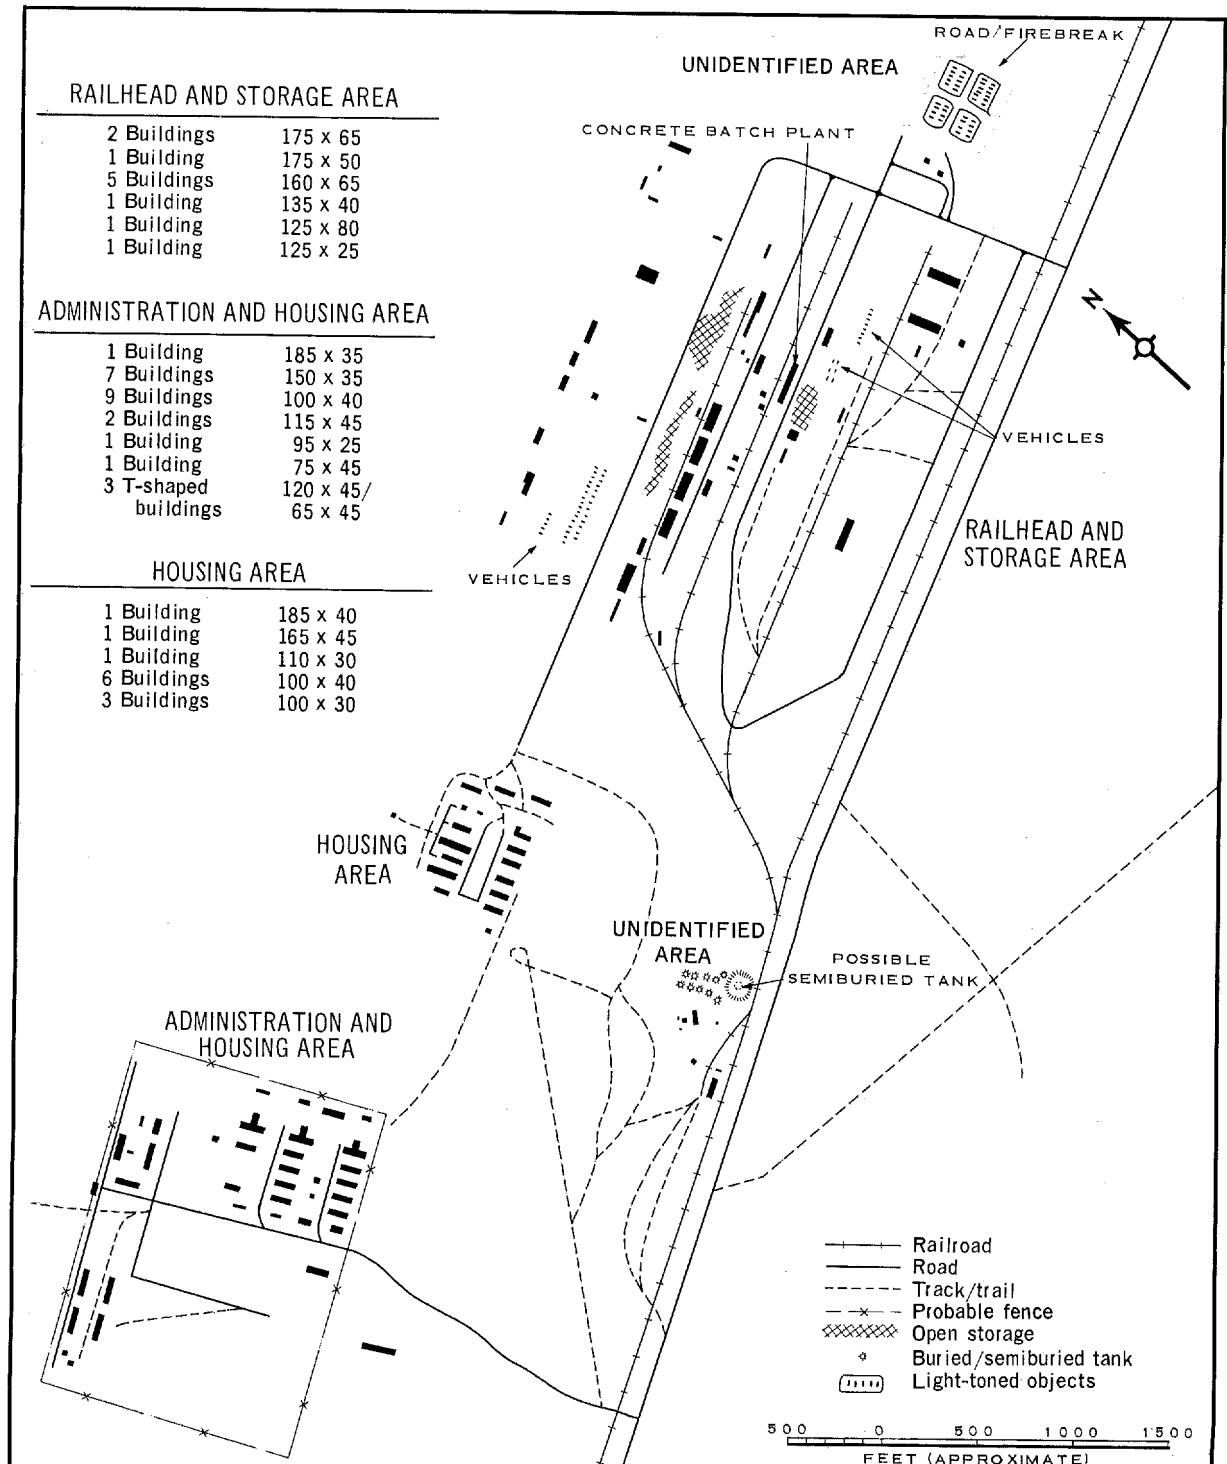 RAILHEAD AND STORAGE AREA
2 Buildings 175 x 65
1 Building 175 x 50
5 Buildings 160 x 65
1 Building 135 x 40
1 Building 125 x 80
1 Building 125 x 25
ADMINISTRATION AND HOUSING AREA
1 Building 185 x 35
7 Buildings 150 x 35
9 Buildings 100 x 40
2 Buildings 115 x 45
1 Building 95 x 25
1 Building 75 x 45
3 T-shaped 120 x 45/
buildings 65 x 45
HOUSING AREA
1 Building 185 x 40
1 Building 165 x 45
1 Building 110 x 30
6 Buildings 100 x 40
3 Buildings 100 x 30
ROAD/FIREBREAK
UNIDENTIFIED AREA
CONCRETE BATCH PLANT
N
VEHICLES
RAILHEAD AND
STORAGE AREA
VEHICLES
HOUSING
AREA
UNIDENTIFIED
AREA
POSSIBLE
SEMIBURIED TANK
ADMINISTRATION AND
HOUSING AREA
Railroad
Road
Track/trail
Probable fence
Open storage
Buried/semiburied tank
Light-toned objects
500 0 500 1000 1500
FEET (APPROXIMATE)